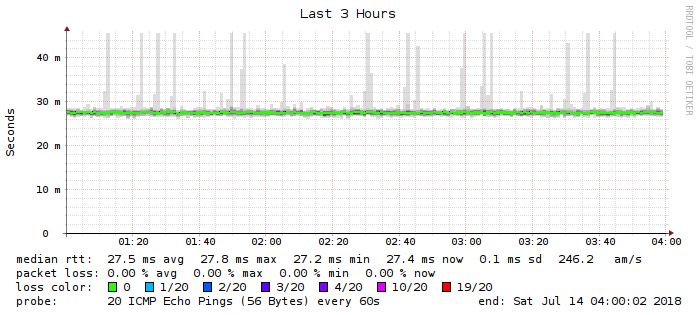 Last 3 Hours
RRDTOOL / TOBI OETIKER
Seconds
40 m
30 m
20 m
10 m
0
01:20 01:40 02:00 02:20 02:40 03:00 03:20 03:40 04:00
median rtt: 27.5 ms avg 27.8 ms max 27.2 ms min 27.4 ms now 0.1 ms sd 246.2 am/s
packet loss: 0.00 % avg 0.00 % max 0.00 % min 0.00 % now
loss color: 0 1/20 2/20 3/20 4/20 10/20 19/20
probe: 20 ICMP Echo Pings (56 Bytes) every 60s end: Sat Jul 14 04:00:02 2018